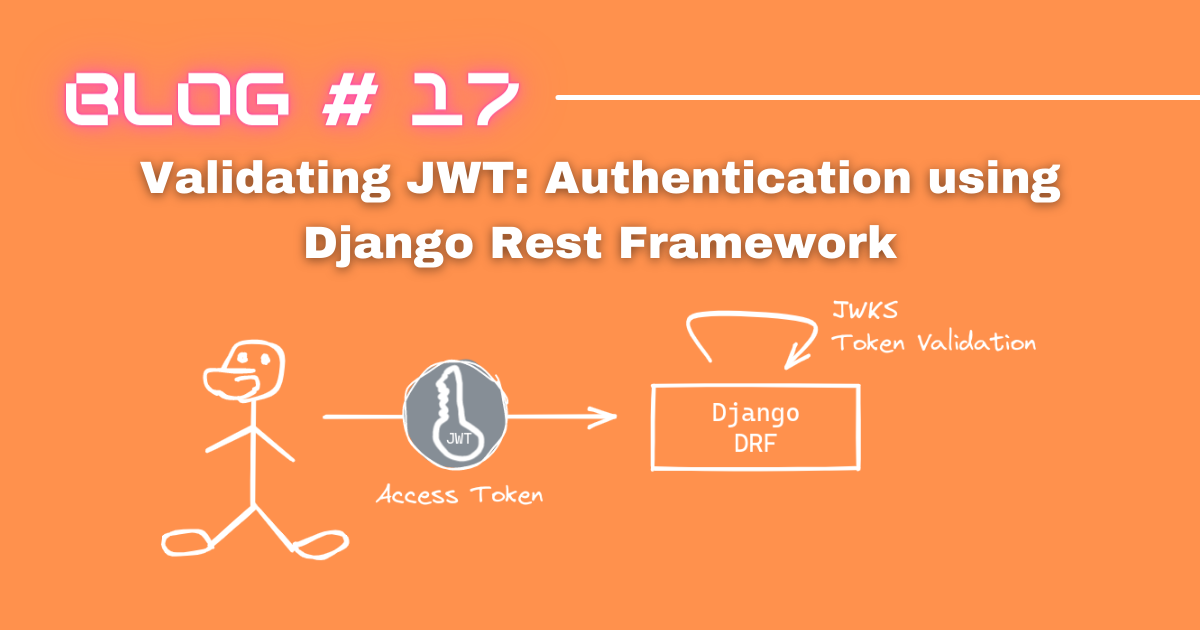 BLOG # 17
Validating JWT: Authentication using
Django Rest Framework
JWKS
Token Validation
JWT
Django
DRF
Access Token